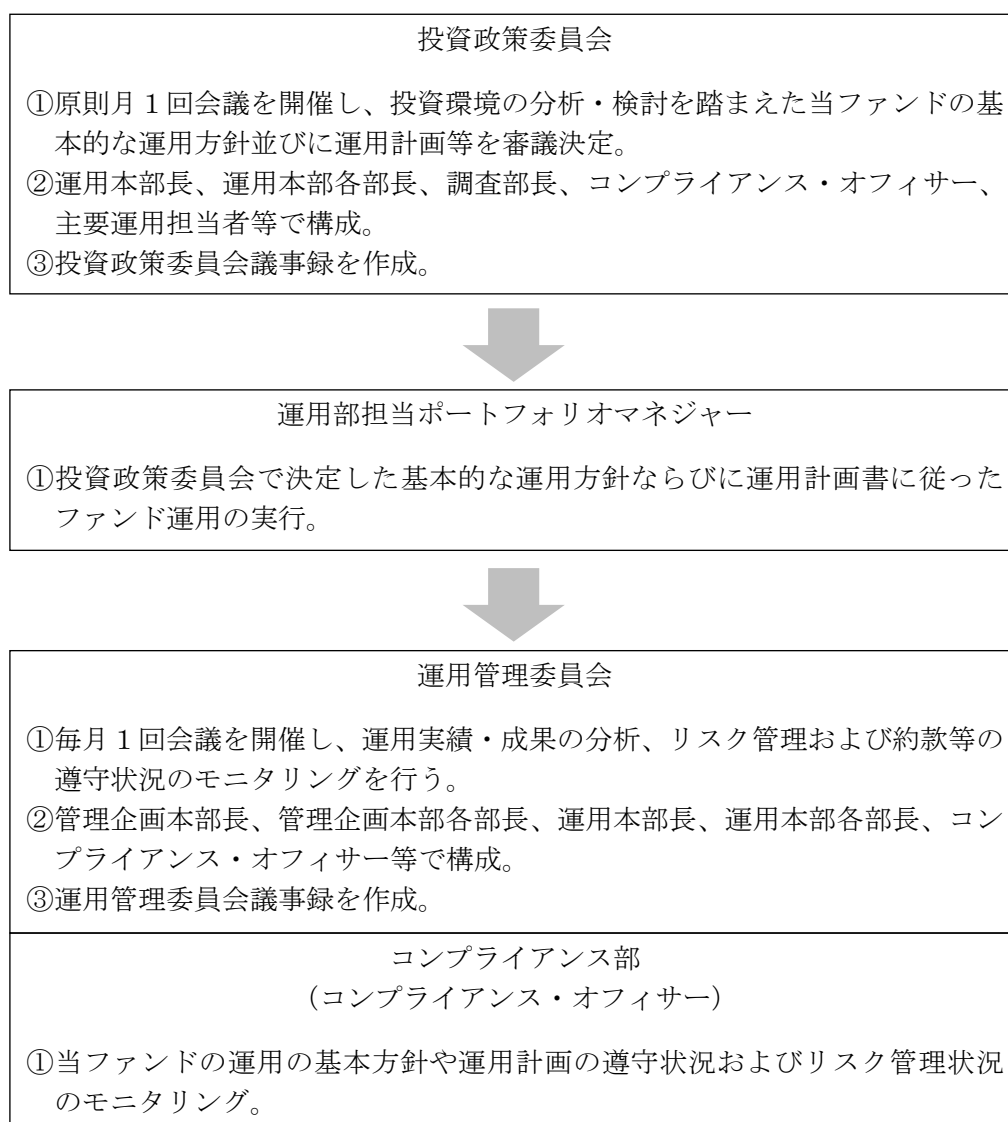 投資政策委員会
①原則月１回会議を開催し、投資環境の分析・検討を踏まえた当ファンドの基
本的な運用方針並びに運用計画等を審議決定。
②運用本部長、運用本部各部長、調査部長、コンプライアンス・オフィサー、
主要運用担当者等で構成。
③投資政策委員会議事録を作成。
運用部担当ポートフォリオマネジャー
①投資政策委員会で決定した基本的な運用方針ならびに運用計画書に従った
ファンド運用の実行。
運用管理委員会
①毎月１回会議を開催し、運用実績・成果の分析、リスク管理および約款等の
遵守状況のモニタリングを行う。
②管理企画本部長、管理企画本部各部長、運用本部長、運用本部各部長、コン
プライアンス・オフィサー等で構成。
③運用管理委員会議事録を作成。
コンプライアンス部
（コンプライアンス・オフィサー）
①当ファンドの運用の基本方針や運用計画の遵守状況およびリスク管理状況
のモニタリング。